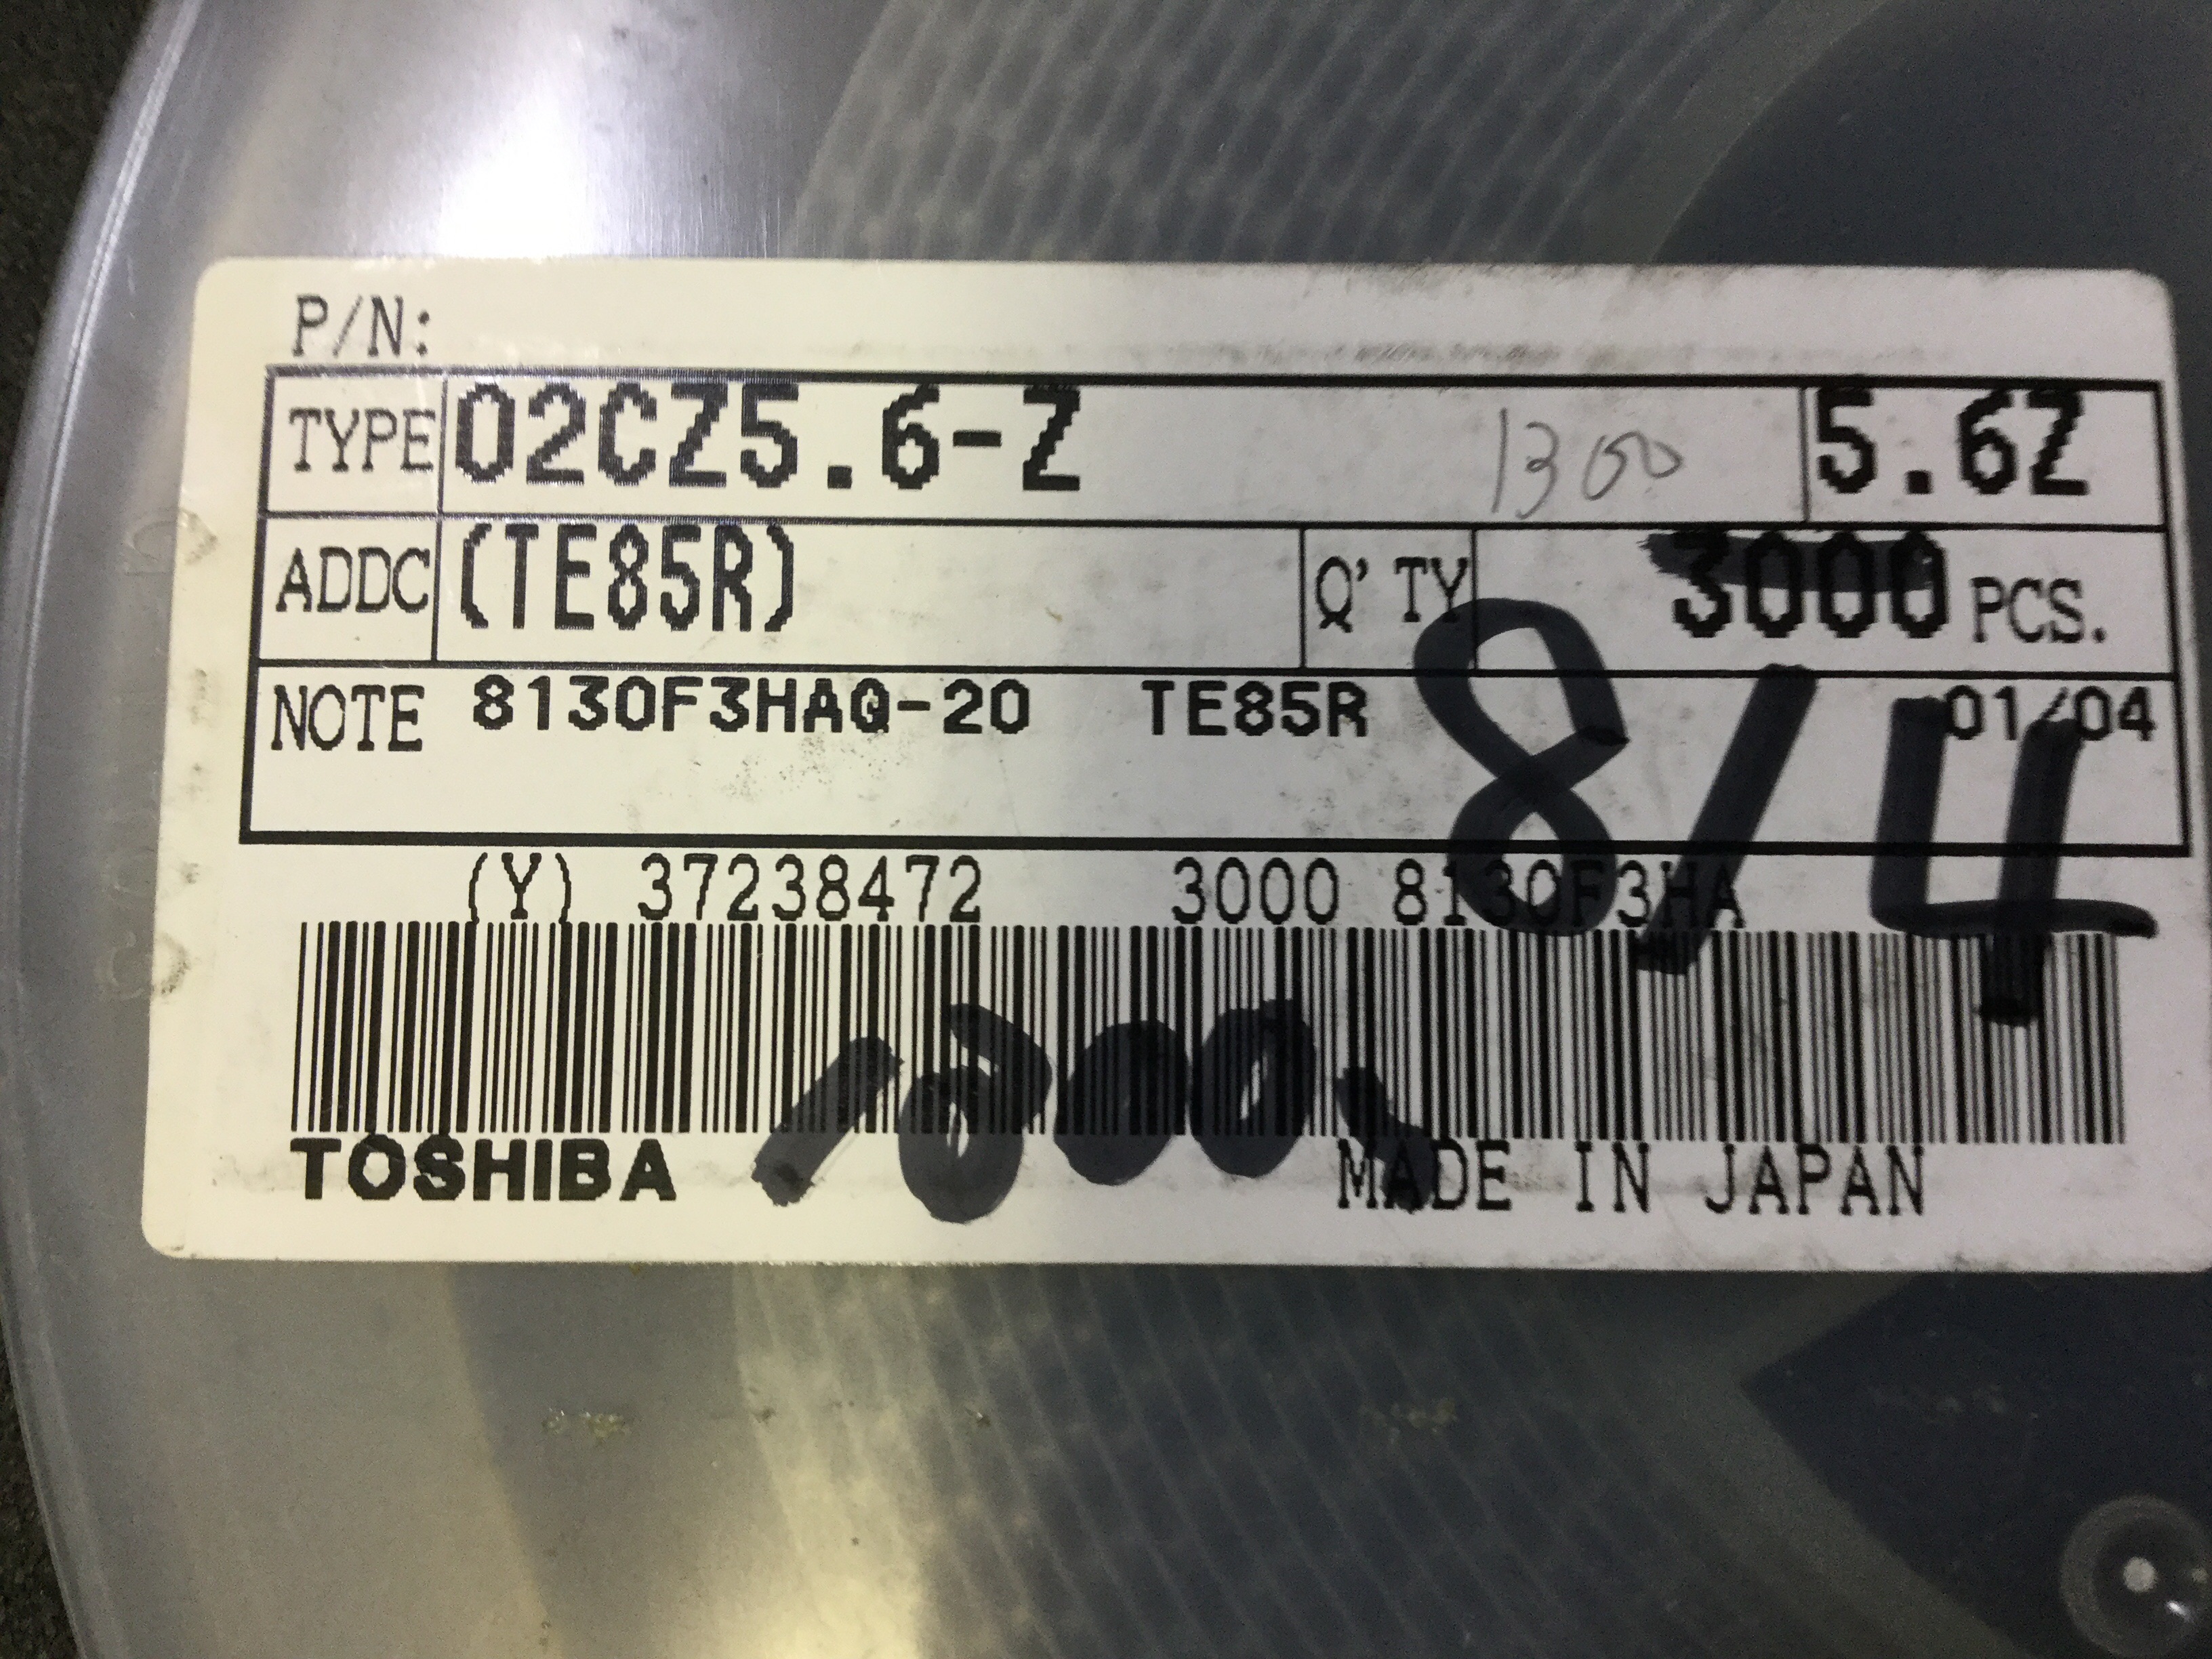 P/N:
TYPE 02CZ5.6-Z 1300 5.6Z
ADDC (TE85R) Q'TY 3000 PCS.
NOTE 8130F3HAQ-20 TE85R 01/04
8/4
(Y) 37238472 3000 8130F3HA
1000,
TOSHIBA MADE IN JAPAN